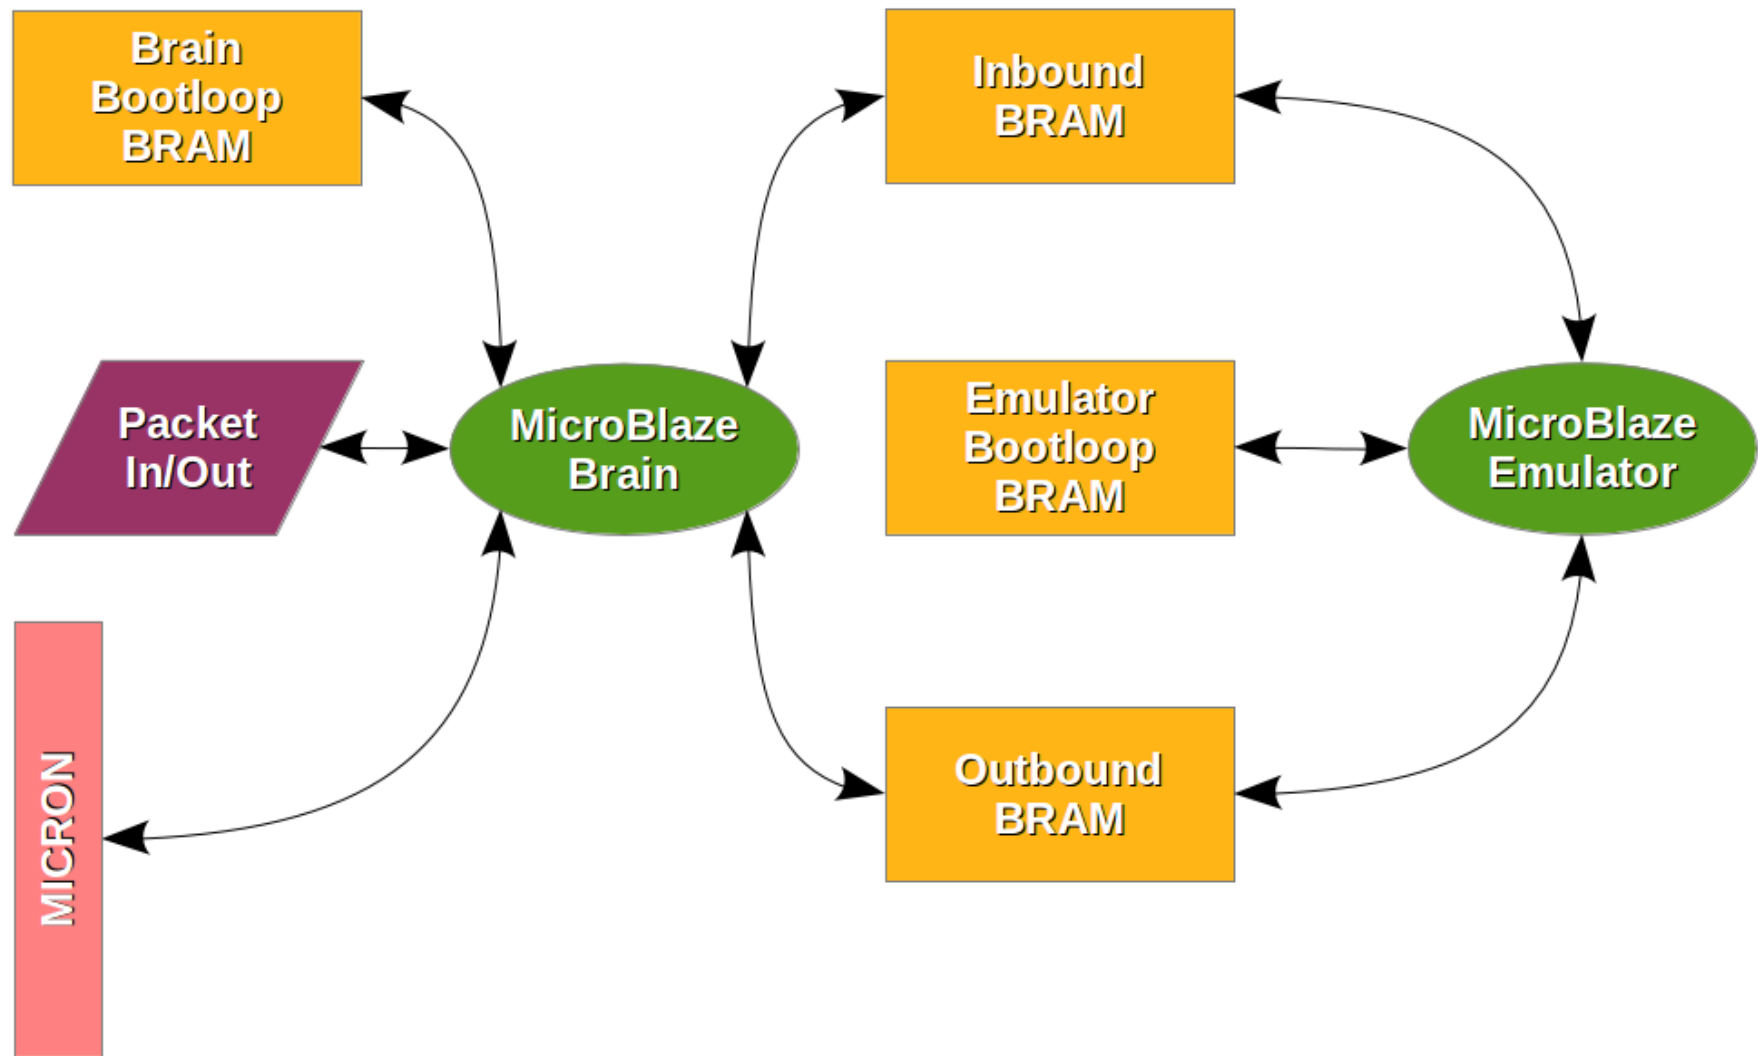 Brain
Bootloop
BRAM
Inbound
BRAM
Packet
In/Out
MicroBlaze
Brain
Emulator
Bootloop
BRAM
MicroBlaze
Emulator
MICRON
Outbound
BRAM